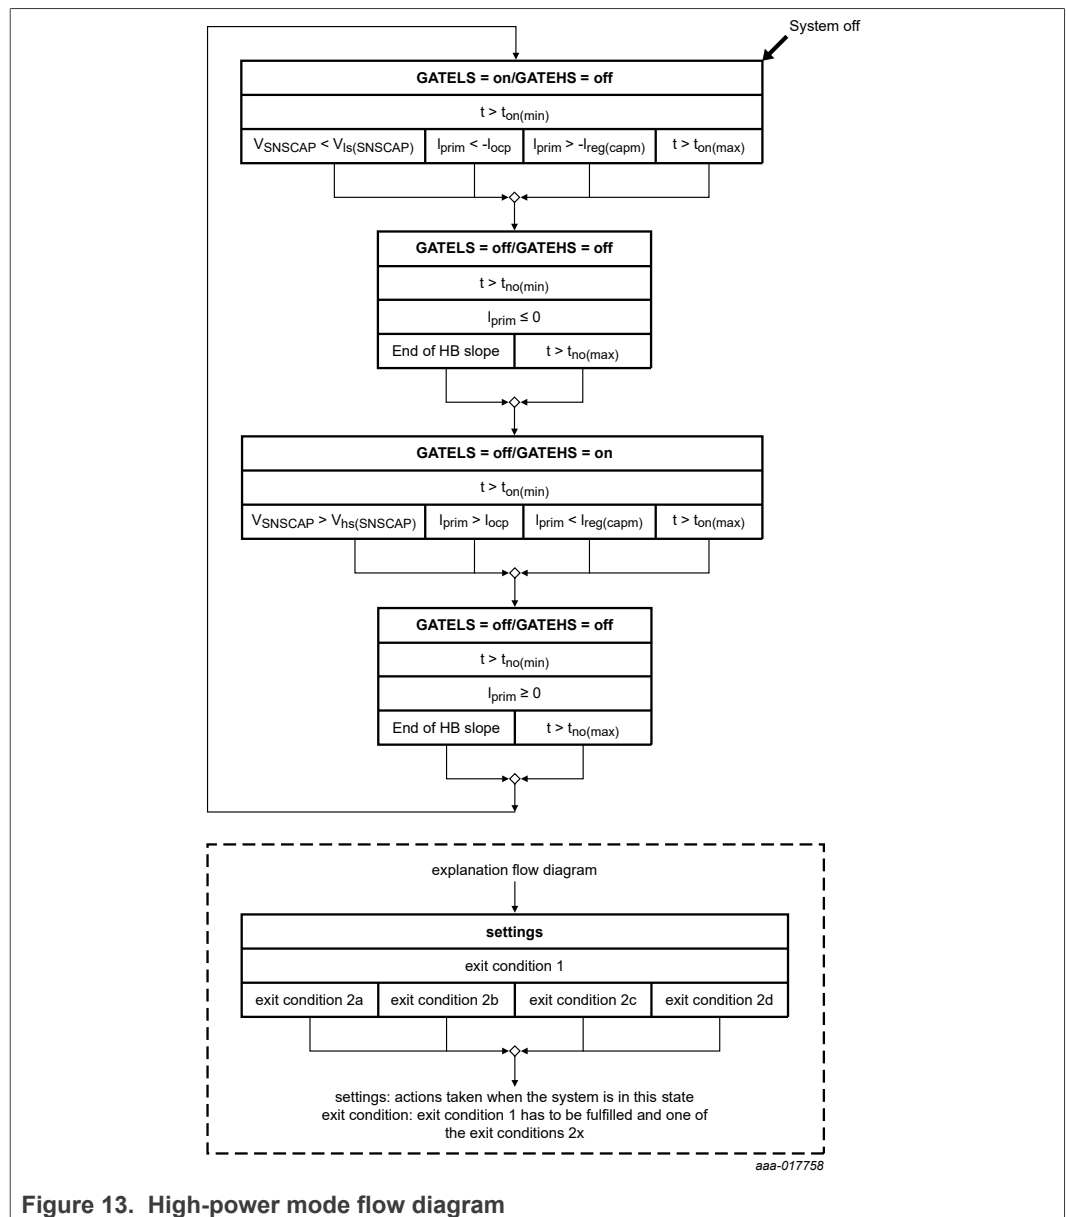 System off
GATELS = on/GATEHS = off
t > ton(min)
VSNSCAP < Vls(SNSCAP)
Iprim < -Iocp
Iprim > -Ireg(capm)
t > ton(max)
GATELS = off/GATEHS = off
t > tno(min)
Iprim ≤ 0
End of HB slope
t > tno(max)
GATELS = off/GATEHS = on
t > ton(min)
VSNSCAP > Vhs(SNSCAP)
Iprim > Iocp
Iprim < Ireg(capm)
t > ton(max)
GATELS = off/GATEHS = off
t > tno(min)
Iprim ≥ 0
End of HB slope
t > tno(max)
explanation flow diagram
settings
exit condition 1
exit condition 2a
exit condition 2b
exit condition 2c
exit condition 2d
settings: actions taken when the system is in this state
exit condition: exit condition 1 has to be fulfilled and one of
the exit conditions 2x
aaa-017758
Figure 13. High-power mode flow diagram